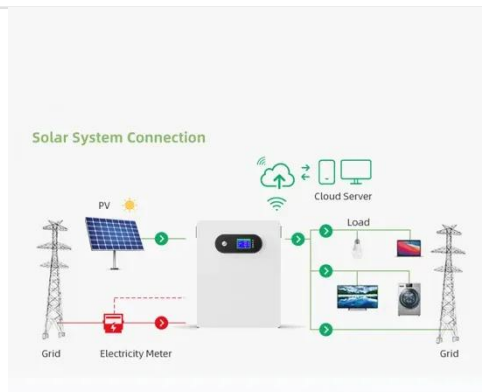 Solar System Connection
Cloud Server
PV
Load
Grid
Electricity Meter
Grid